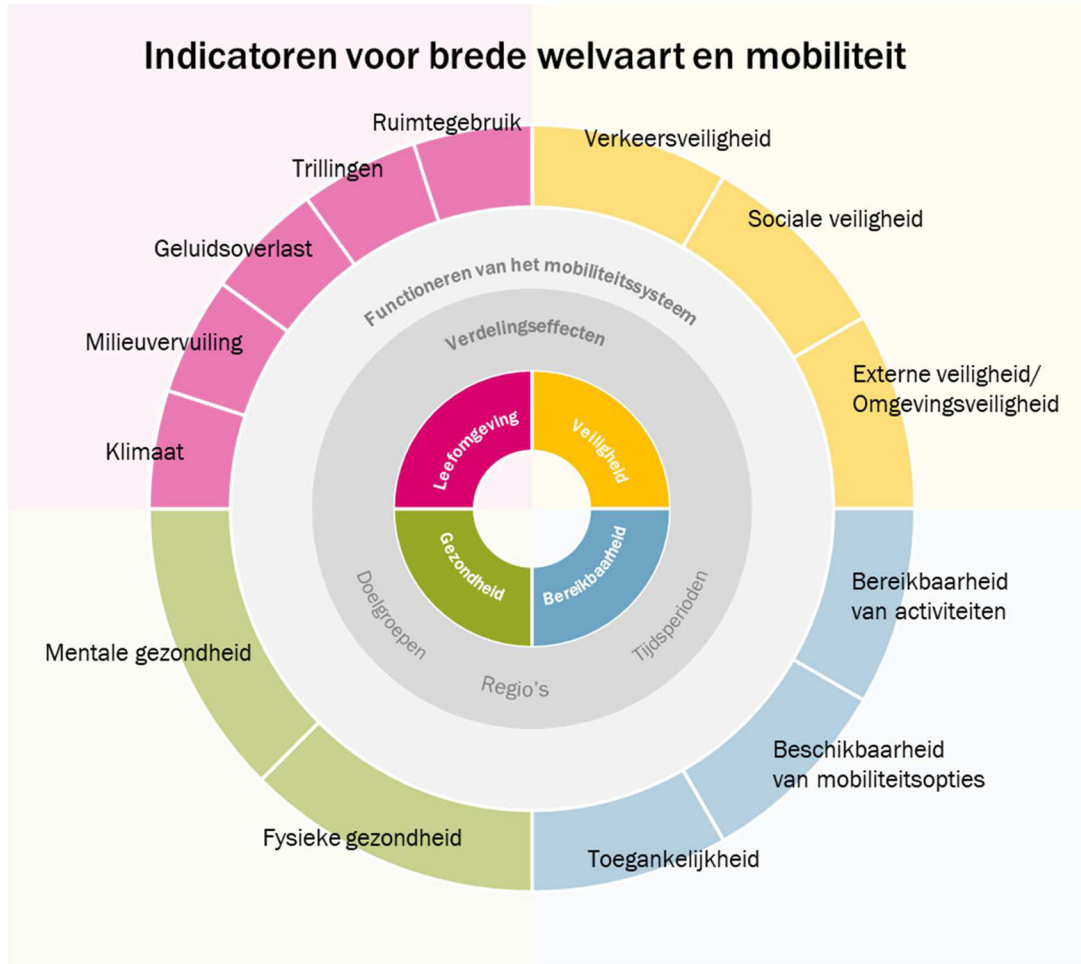 Indicatoren voor brede welvaart en mobiliteit
Ruimtegebruik
Trillingen
Geluidsoverlast
Milieuvervuiling
Klimaat
Verkeersveiligheid
Sociale veiligheid
Externe veiligheid/
Omgevingsveiligheid
Functioneren van het mobiliteitssysteem
Verdelingseffecten
Leefomgeving
Veiligheid
Gezondheid
Bereikbaarheid
Doelgroepen
Regio's
Tijdsperioden
Mentale gezondheid
Fysieke gezondheid
Bereikbaarheid
van activiteiten
Beschikbaarheid
van mobiliteitsopties
Toegankelijkheid